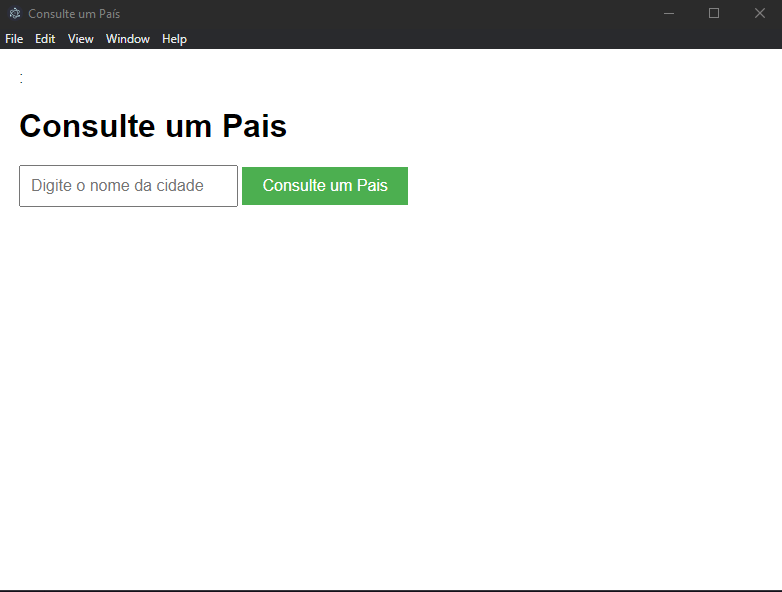 Consulte um País
File Edit View Window Help
:
Consulte um Pais
Digite o nome da cidade Consulte um Pais